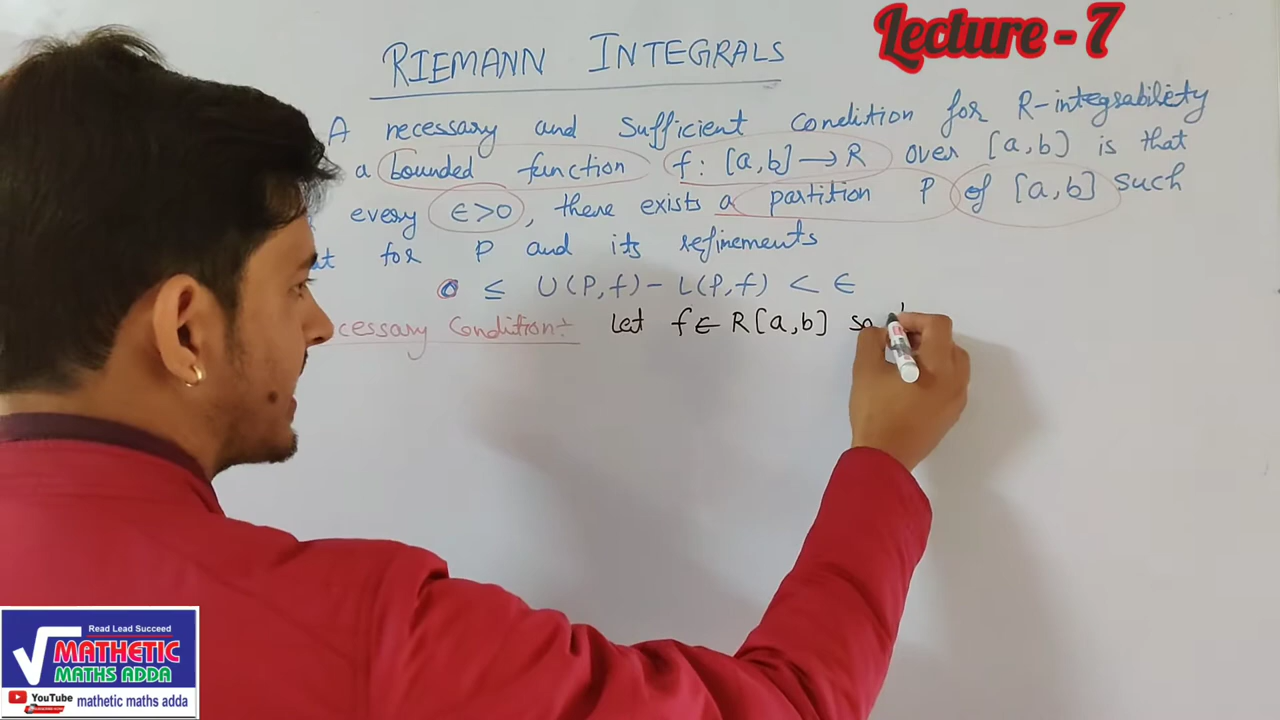 Lecture - 7
RIEMANN INTEGRALS
A necessary and sufficient condition for R-integrability
a bounded function f: [a,b] → R over [a,b] is that
every ϵ>0, there exists a partition P of [a,b] such
for P and its refinements
0 ≤ U(P,f) - L(P,f) < ϵ
Condition:- Let f ∈ R[a,b] so
Read Lead Succeed
MATHETIC
MATHS ADDA
YouTube
mathetic maths adda